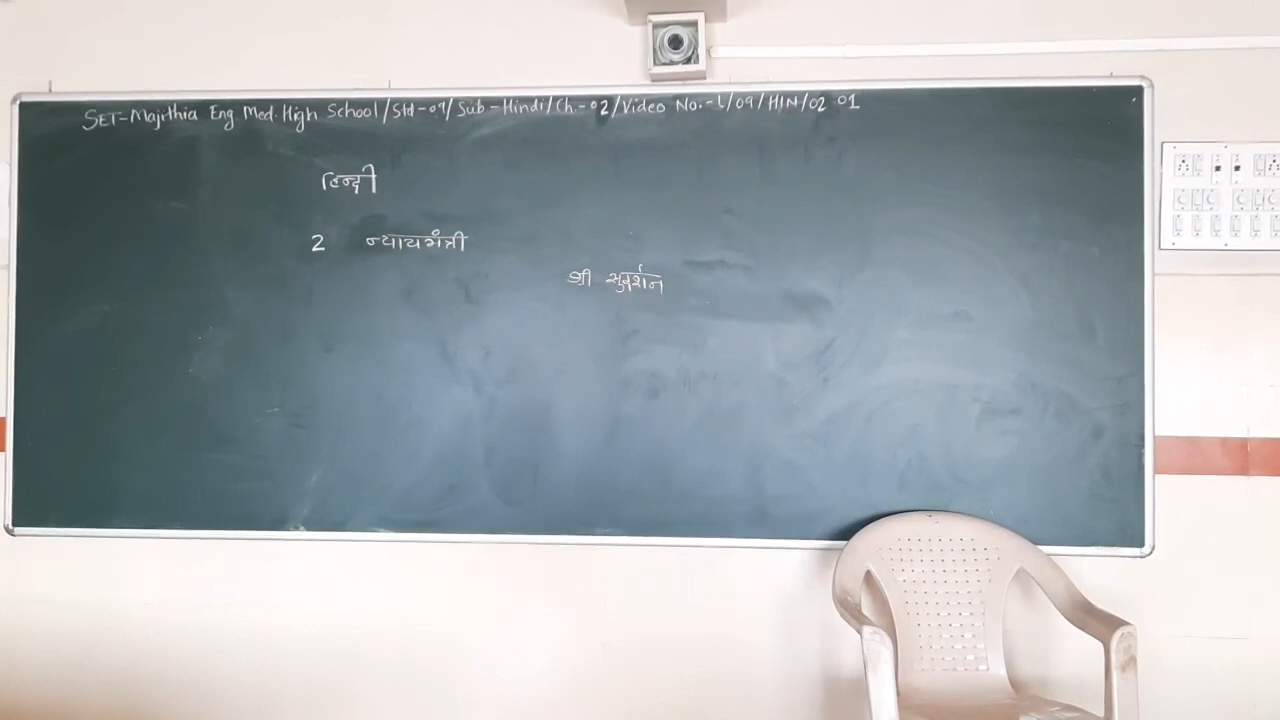 SET-Majithia Eng Med. High School/Std-09/Sub-Hindi/Ch.-02/Video No.-L/09/HIN/02 01
हिन्दी
2 न्यायमंत्री
श्री सुदर्शन